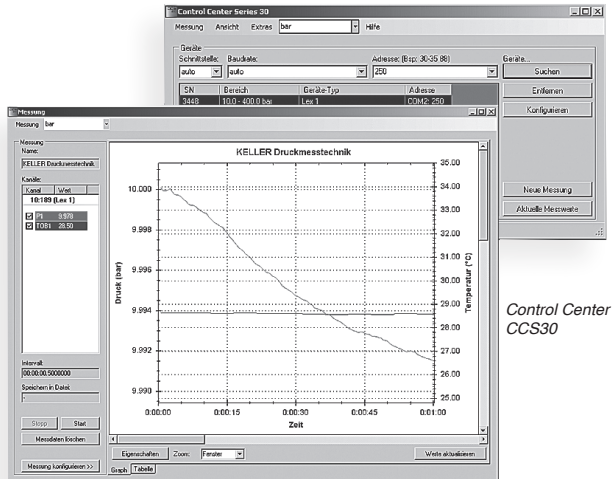 Control Center Series 30
Messung Ansicht Extras bar Hilfe
Geräte
Schnittstelle: Baudrate: Adresse: (Bsp: 30-35 88) Geräte...
auto auto 250 Suchen
SN Bereich Geräte-Typ Adresse
3448 10.0 - 400.0 bar Lex 1 COM2: 250
Entfernen
Konfigurieren
Neue Messung
Aktuelle Messwerte
Messung
Messung bar
Messung
Name:
KELLER Druckmesstechnik
Kanäle:
Kanal Wert
10:189 (Lex 1)
P1 9.978
TOB1 28.50
Intervall:
00:00:00.5000000
Speichern in Datei:
-
Stopp Start
Messdaten löschen
Messung konfigurieren >>
KELLER Druckmesstechnik
Druck (bar)
10.000
9.998
9.996
9.994
9.992
9.990
35.00
34.00
33.00
32.00
31.00
30.00
29.00
28.00
27.00
26.00
25.00
Temperatur (°C)
0:00:00 0:00:15 0:00:30 0:00:45 0:01:00
Zeit
Eigenschaften Zoom: Fenster Werte aktualisieren
Graph Tabelle
Control Center
CCS30